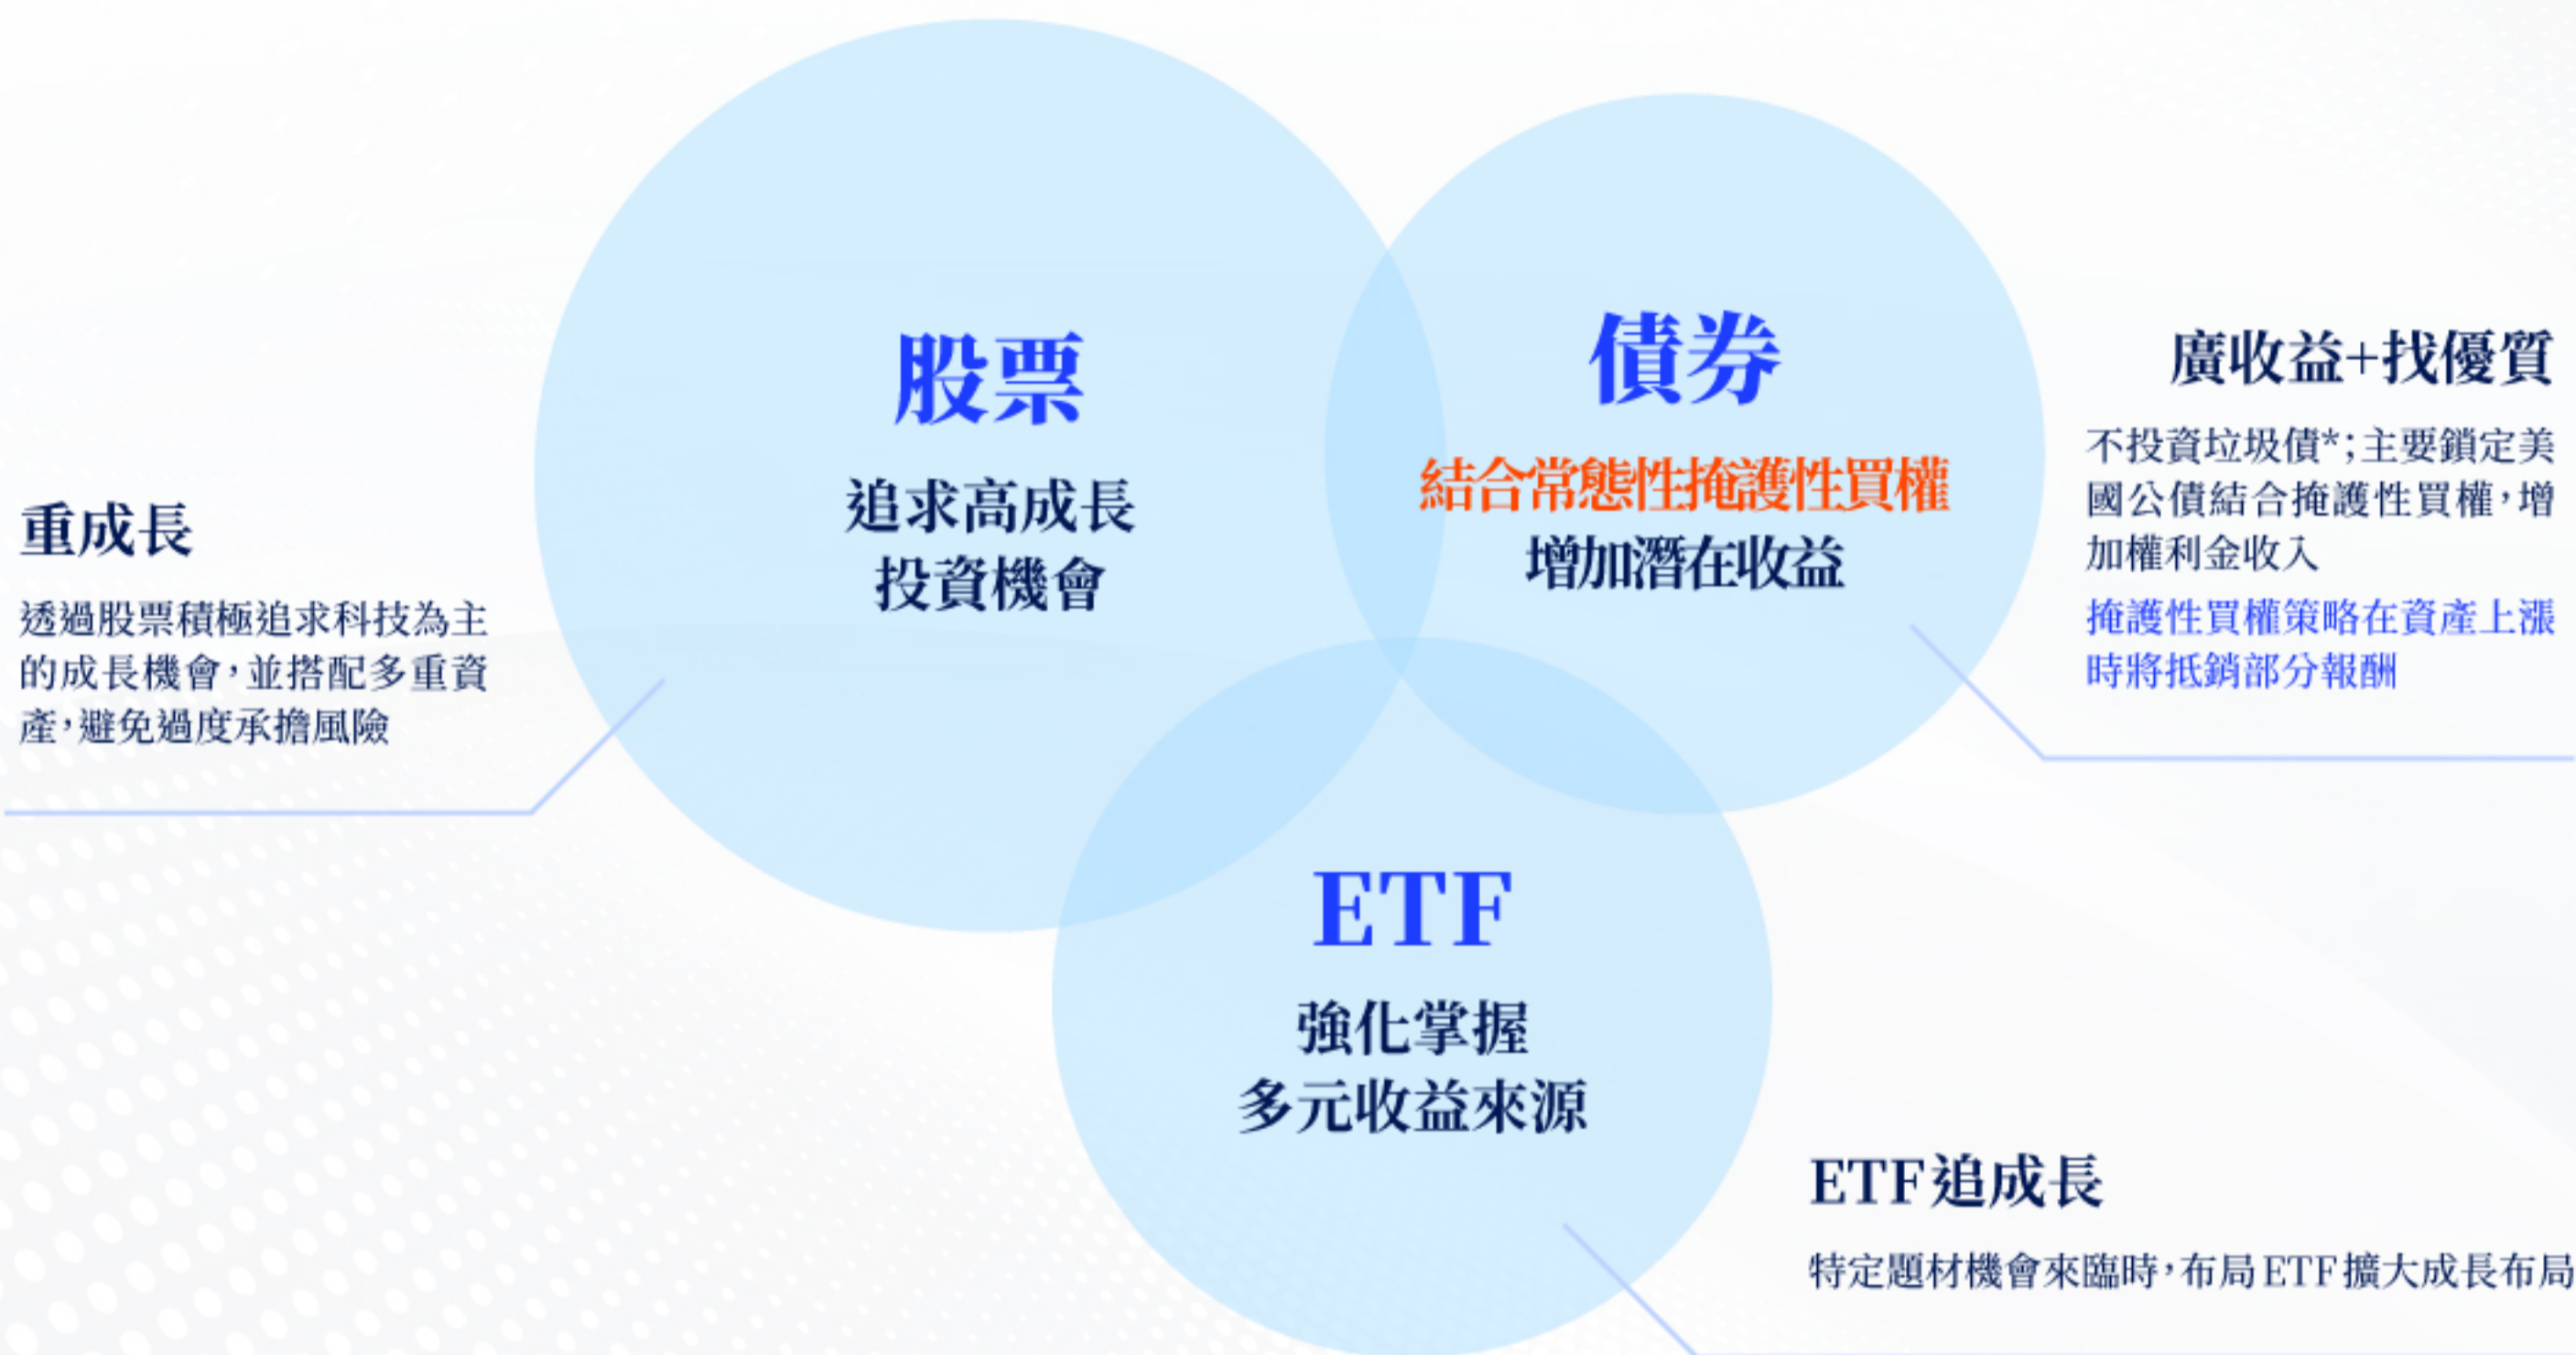 股票
追求高成長
投資機會
債券
結合常態性掩護性買權
增加潛在收益
ETF
強化掌握
多元收益來源
重成長
透過股票積極追求科技為主
的成長機會,並搭配多重資
產,避免過度承擔風險
廣收益+找優質
不投資垃圾債*;主要鎖定美
國公債結合掩護性買權,增
加權利金收入
掩護性買權策略在資產上漲
時將抵銷部分報酬
ETF追成長
特定題材機會來臨時,布局ETF擴大成長布局